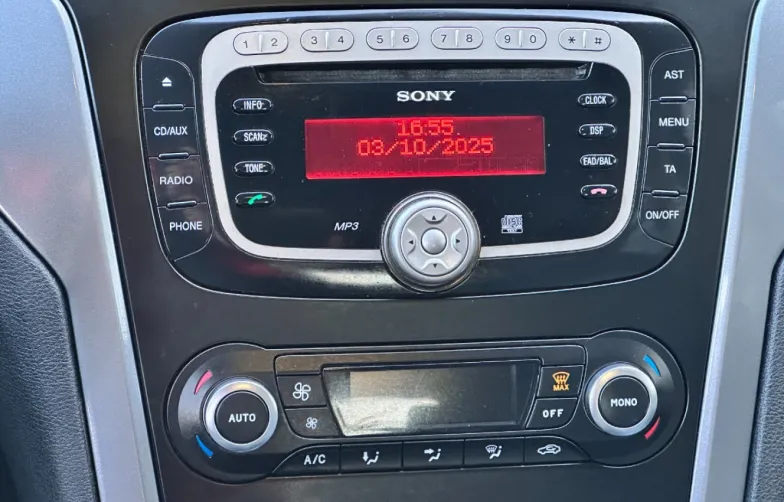 1 2 3 4 5 6 7 8 9 0 * #
SONY
AST
INFO
CLOCK
CD/AUX
SCAN
16:55
03/10/2025
DSP
MENU
TONE
FAD/BAL
RADIO
TA
PHONE
MP3
ON/OFF
MAX
AUTO
OFF
MONO
A/C